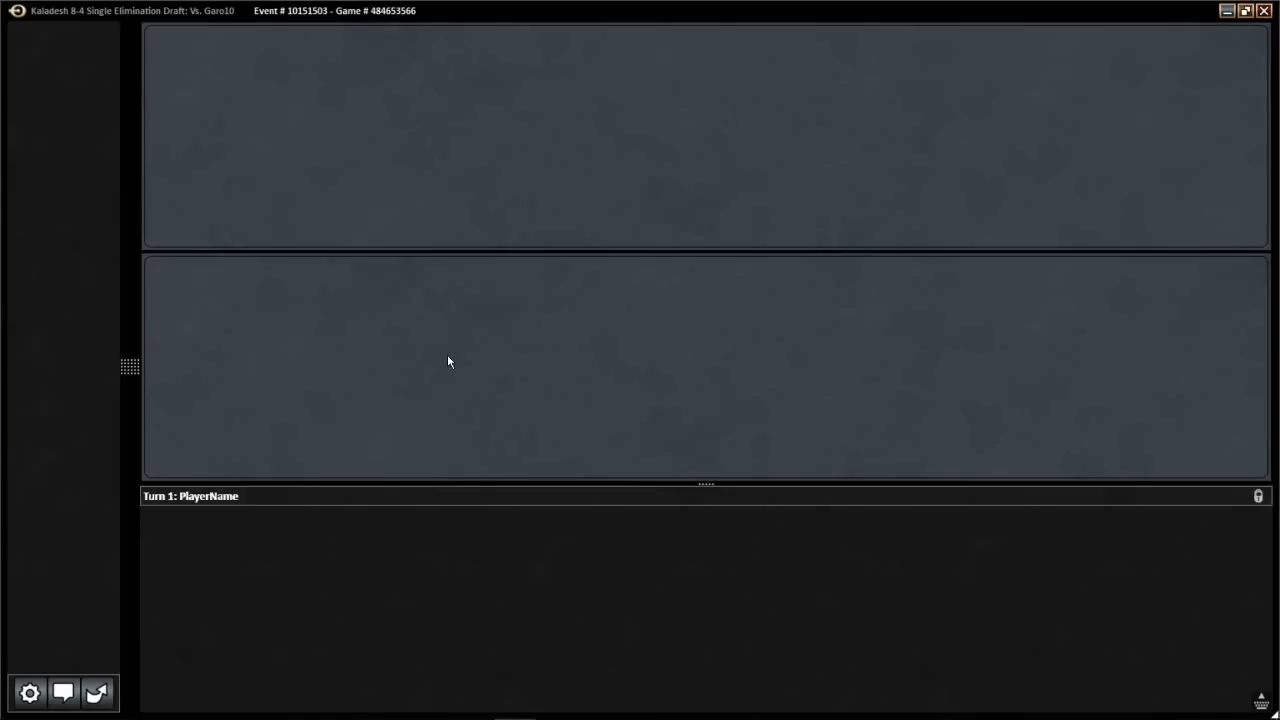 Kaladesh 8-4 Single Elimination Draft: Vs. Garo10
Event # 10151503 - Game # 484653566
Turn 1: PlayerName